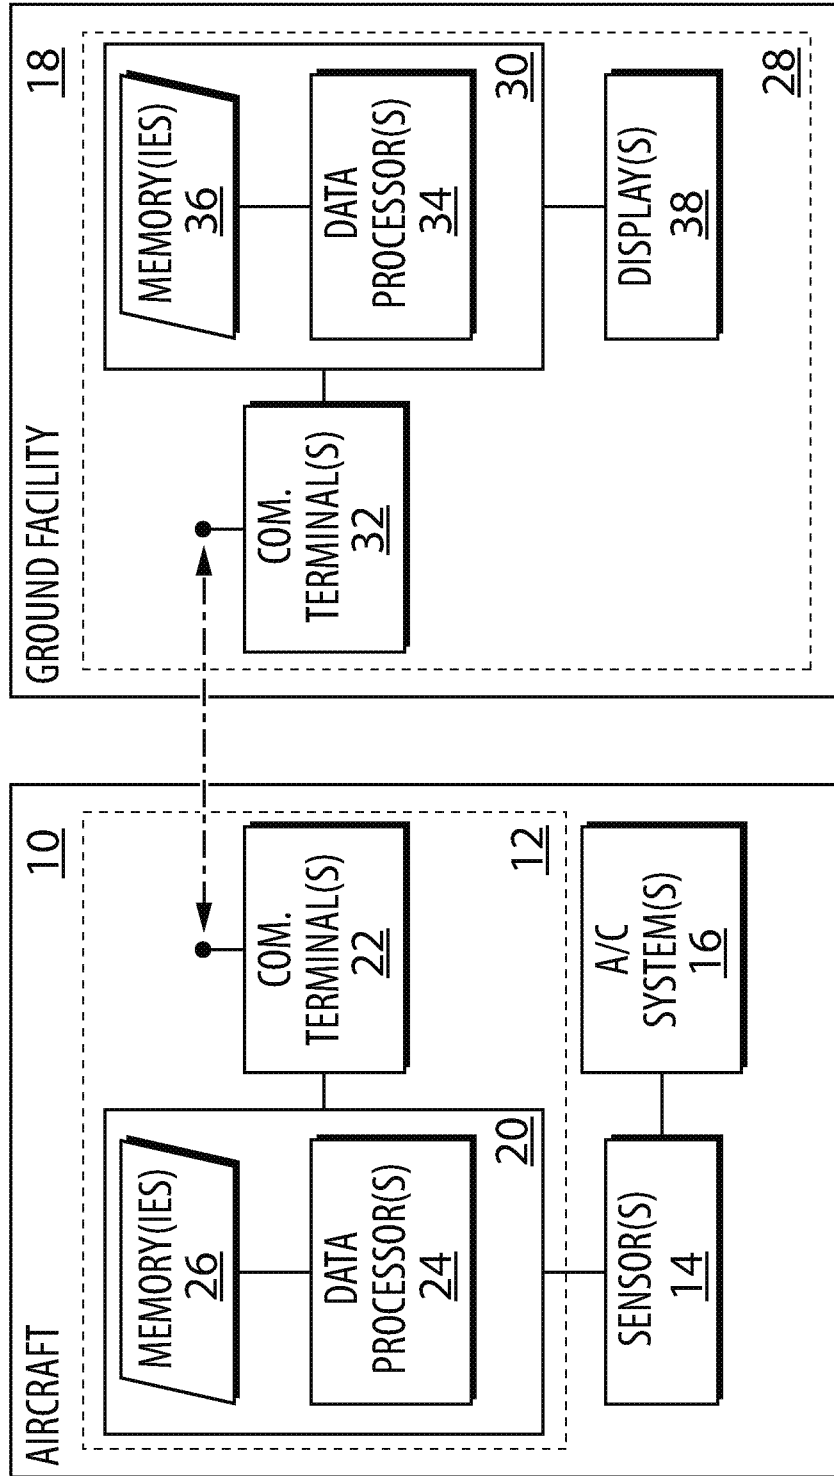 AIRCRAFT
10
MEMORY(IES)
26
DATA
PROCESSOR(S)
24
20
COM.
TERMINAL(S)
22
12
SENSOR(S)
14
A/C
SYSTEM(S)
16
GROUND FACILITY
18
COM.
TERMINAL(S)
32
MEMORY(IES)
36
DATA
PROCESSOR(S)
34
30
DISPLAY(S)
38
28